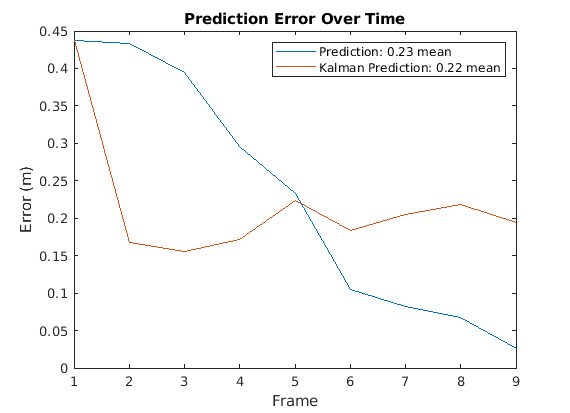 Prediction Error Over Time
Prediction: 0.23 mean
Kalman Prediction: 0.22 mean
Error (m)
0.45
0.4
0.35
0.3
0.25
0.2
0.15
0.1
0.05
0
1 2 3 4 5 6 7 8 9
Frame